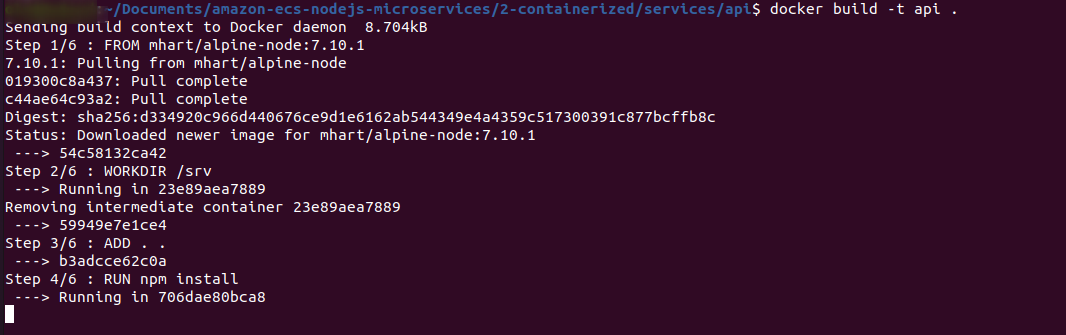 :~/Documents/amazon-ecs-nodejs-microservices/2-containerized/services/api$ docker build -t api .
Sending build context to Docker daemon  8.704kB
Step 1/6 : FROM mhart/alpine-node:7.10.1
7.10.1: Pulling from mhart/alpine-node
019300c8a437: Pull complete
c44ae64c93a2: Pull complete
Digest: sha256:d334920c966d440676ce9d1e6162ab544349e4a4359c517300391c877bcffb8c
Status: Downloaded newer image for mhart/alpine-node:7.10.1
 ---> 54c58132ca42
Step 2/6 : WORKDIR /srv
 ---> Running in 23e89aea7889
Removing intermediate container 23e89aea7889
 ---> 59949e7e1ce4
Step 3/6 : ADD . .
 ---> b3adcce62c0a
Step 4/6 : RUN npm install
 ---> Running in 706dae80bca8